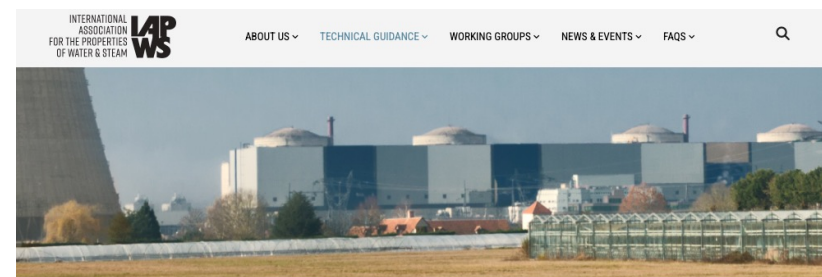 INTERNATIONAL
ASSOCIATION
FOR THE PROPERTIES
OF WATER & STEAM
IAPWS
ABOUT US
TECHNICAL GUIDANCE
WORKING GROUPS
NEWS & EVENTS
FAQS